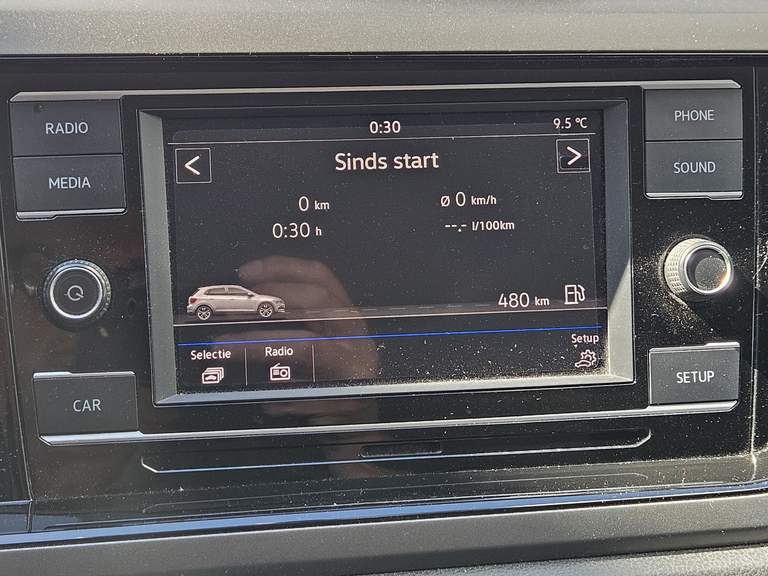 RADIO
MEDIA
CAR
0:30
9.5 °C
<
Sinds start
>
0 km
Ø 0 km/h
0:30 h
--.- l/100km
480 km
Selectie
Radio
Setup
PHONE
SOUND
SETUP